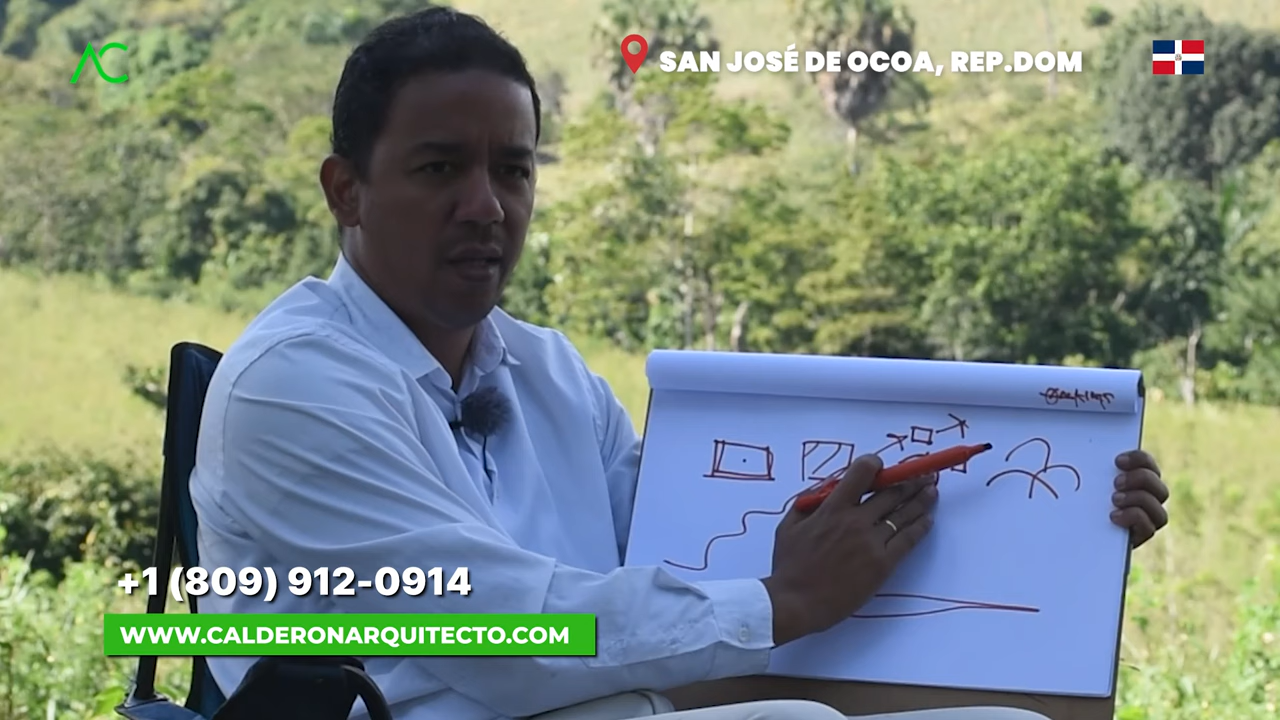 AC
SAN JOSÉ DE OCOA, REP.DOM
+1 (809) 912-0914
WWW.CALDERONARQUITECTO.COM